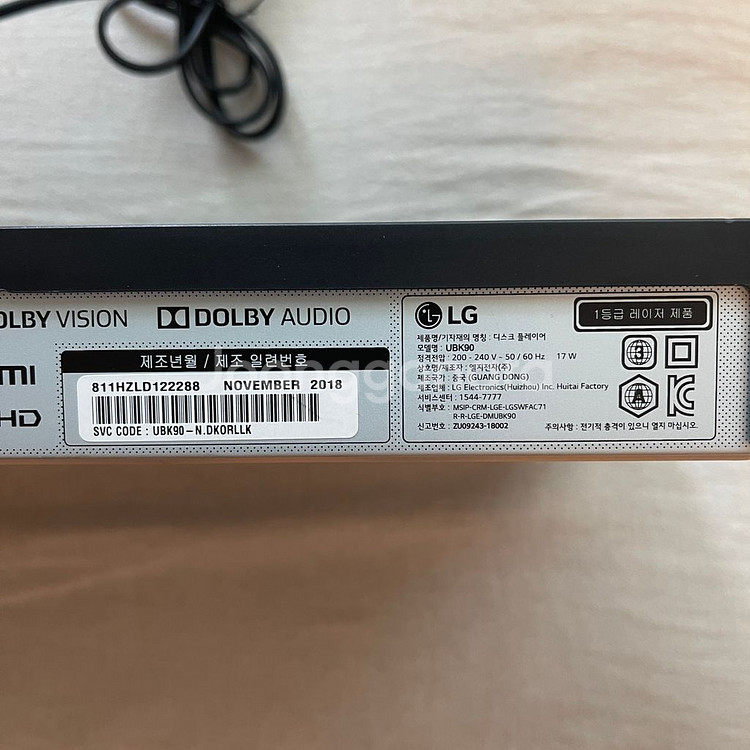 OLBY VISION
DOLBY AUDIO
MI
HD
제조년월 / 제조 일련번호
811HZLD122288 NOVEMBER 2018
SVC CODE : UBK90-N.DKORLLK
LG
1등급 레이저 제품
제품명/기자재의 명칭 : 디스크 플레이어
모델명 : UBK90
정격전압 : 200 - 240 V ~ 50 / 60 Hz 17 W
상호명/제조자 : 엘지전자(주)
제조국가 : 중국 (GUANG DONG)
제조업체 : LG Electronics(Huizhou) Inc. Huitai Factory
서비스센터 : 1544-7777
식별부호 : MSIP-CRM-LGE-LGSWFAC71
R-R-LGE-DMUBK90
신고번호 : ZU09243-18002
주의사항 : 전기적 충격이 있으니 열지 마십시오.
3
A